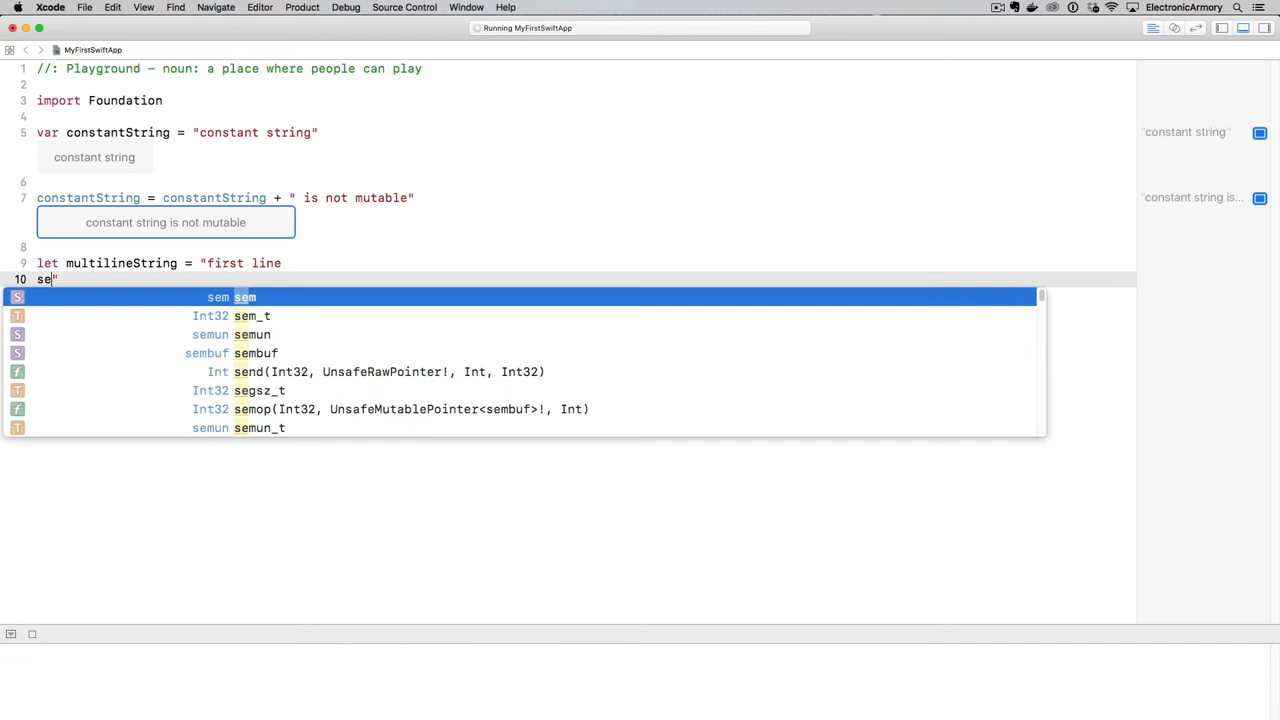 Xcode File Edit View Find Navigate Editor Product Debug Source Control Window Help ElectronicArmory
Running MyFirstSwiftApp
MyFirstSwiftApp
1 //: Playground – noun: a place where people can play
2
3 import Foundation
4
5 var constantString = "constant string" "constant string"
constant string
6
7 constantString = constantString + " is not mutable" "constant string is...
constant string is not mutable
8
9 let multilineString = "first line
10 se"
S sem sem
T Int32 sem_t
S semun semun
S sembuf sembuf
f Int send(Int32, UnsafeRawPointer!, Int, Int32)
T Int32 segsz_t
f Int32 semop(Int32, UnsafeMutablePointer<sembuf>!, Int)
T semun semun_t